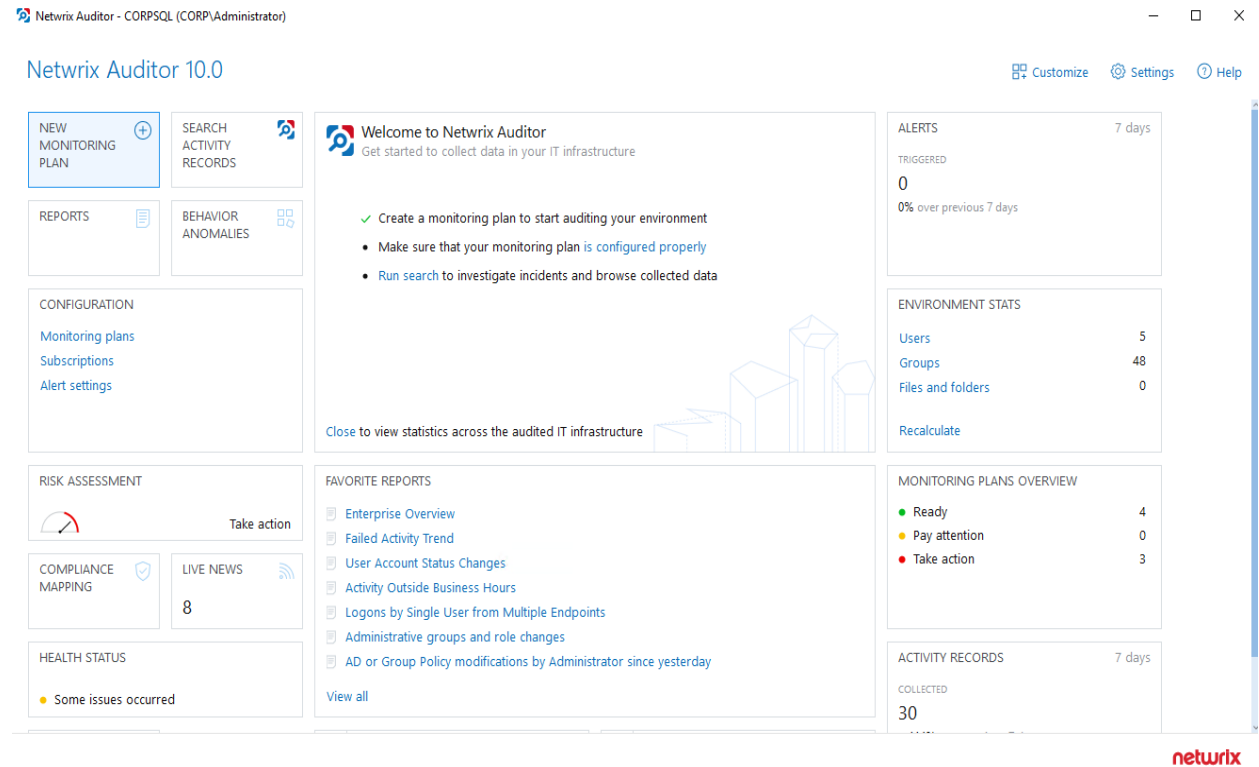 Netwrix Auditor - CORPSQL (CORP\Administrator)
Netwrix Auditor 10.0
Customize
Settings
Help
NEW
MONITORING
PLAN
SEARCH
ACTIVITY
RECORDS
REPORTS
BEHAVIOR
ANOMALIES
CONFIGURATION
Monitoring plans
Subscriptions
Alert settings
RISK ASSESSMENT
Take action
COMPLIANCE
MAPPING
LIVE NEWS
8
HEALTH STATUS
Some issues occurred
Welcome to Netwrix Auditor
Get started to collect data in your IT infrastructure
Create a monitoring plan to start auditing your environment
Make sure that your monitoring plan is configured properly
Run search to investigate incidents and browse collected data
Close to view statistics across the audited IT infrastructure
FAVORITE REPORTS
Enterprise Overview
Failed Activity Trend
User Account Status Changes
Activity Outside Business Hours
Logons by Single User from Multiple Endpoints
Administrative groups and role changes
AD or Group Policy modifications by Administrator since yesterday
View all
ALERTS 7 days
TRIGGERED
0
0% over previous 7 days
ENVIRONMENT STATS
Users 5
Groups 48
Files and folders 0
Recalculate
MONITORING PLANS OVERVIEW
Ready 4
Pay attention 0
Take action 3
ACTIVITY RECORDS 7 days
COLLECTED
30
netwrix